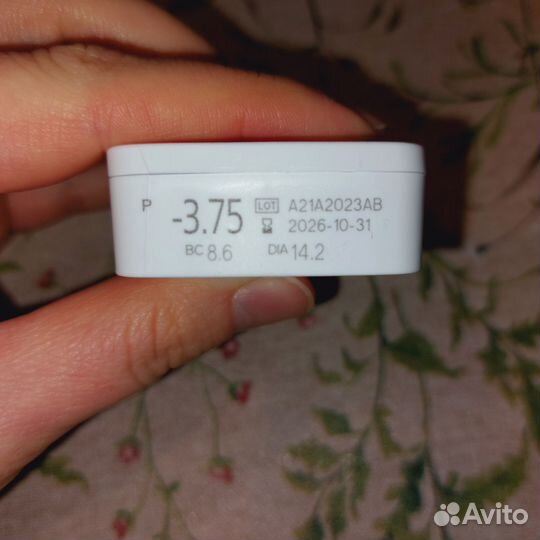 P -3.75 LOT A21A2023AB
2026-10-31
BC 8.6 DIA 14.2
Avito